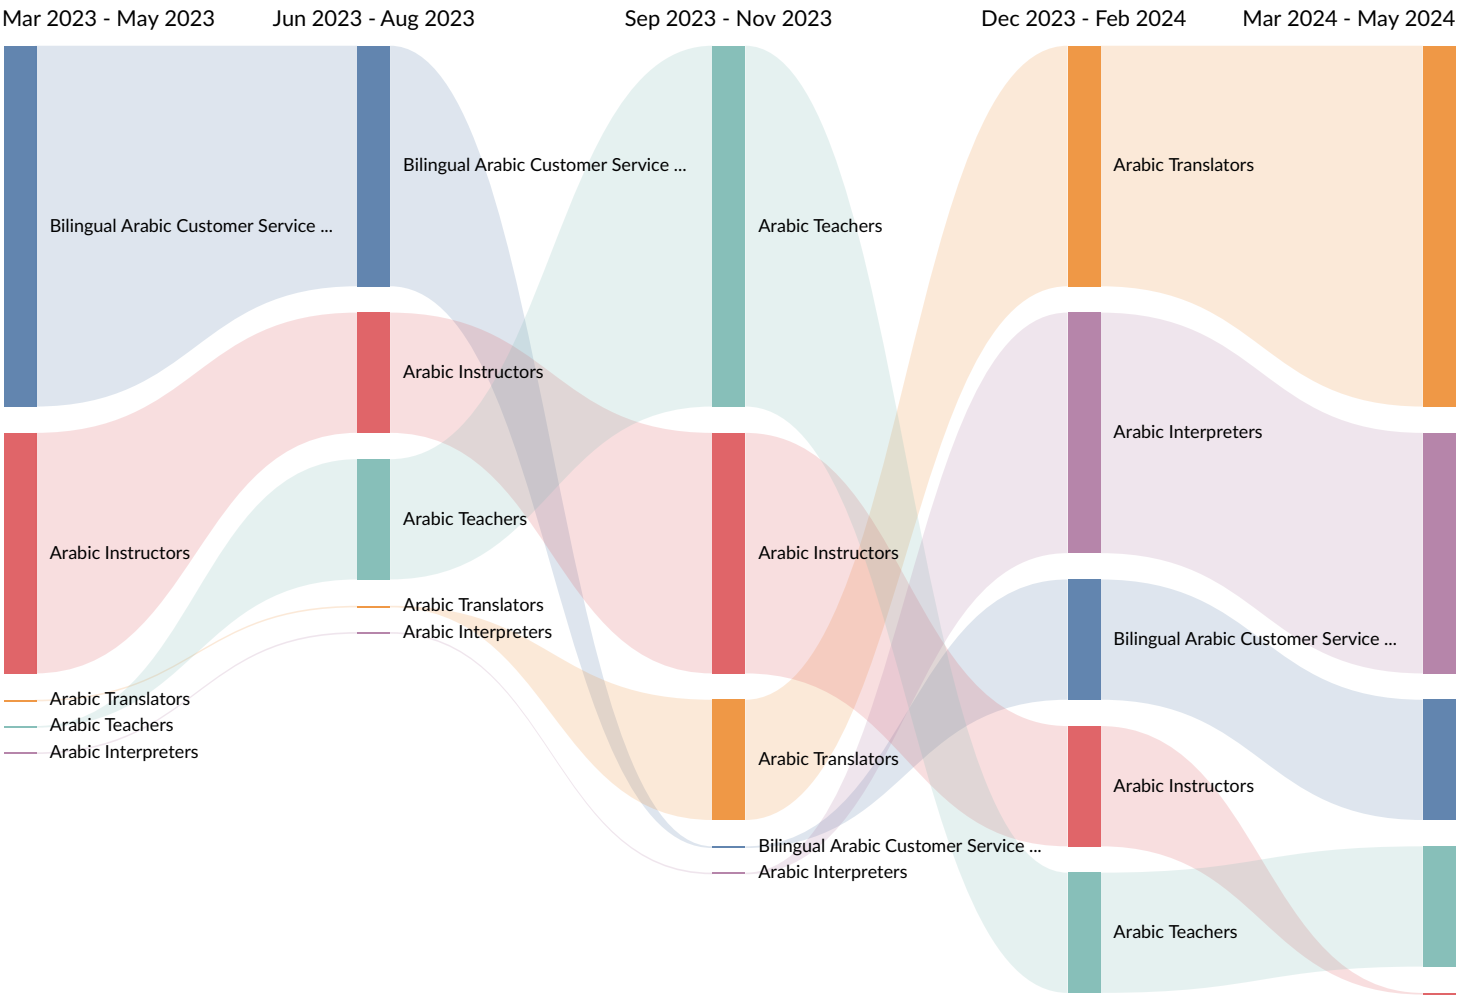 Mar 2023 - May 2023
Jun 2023 - Aug 2023
Sep 2023 - Nov 2023
Dec 2023 - Feb 2024
Mar 2024 - May 2024
Bilingual Arabic Customer Service ...
Arabic Instructors
Arabic Translators
Arabic Teachers
Arabic Interpreters
Bilingual Arabic Customer Service ...
Arabic Instructors
Arabic Teachers
Arabic Translators
Arabic Interpreters
Arabic Teachers
Arabic Instructors
Arabic Translators
Bilingual Arabic Customer Service ...
Arabic Interpreters
Arabic Translators
Arabic Interpreters
Bilingual Arabic Customer Service ...
Arabic Instructors
Arabic Teachers